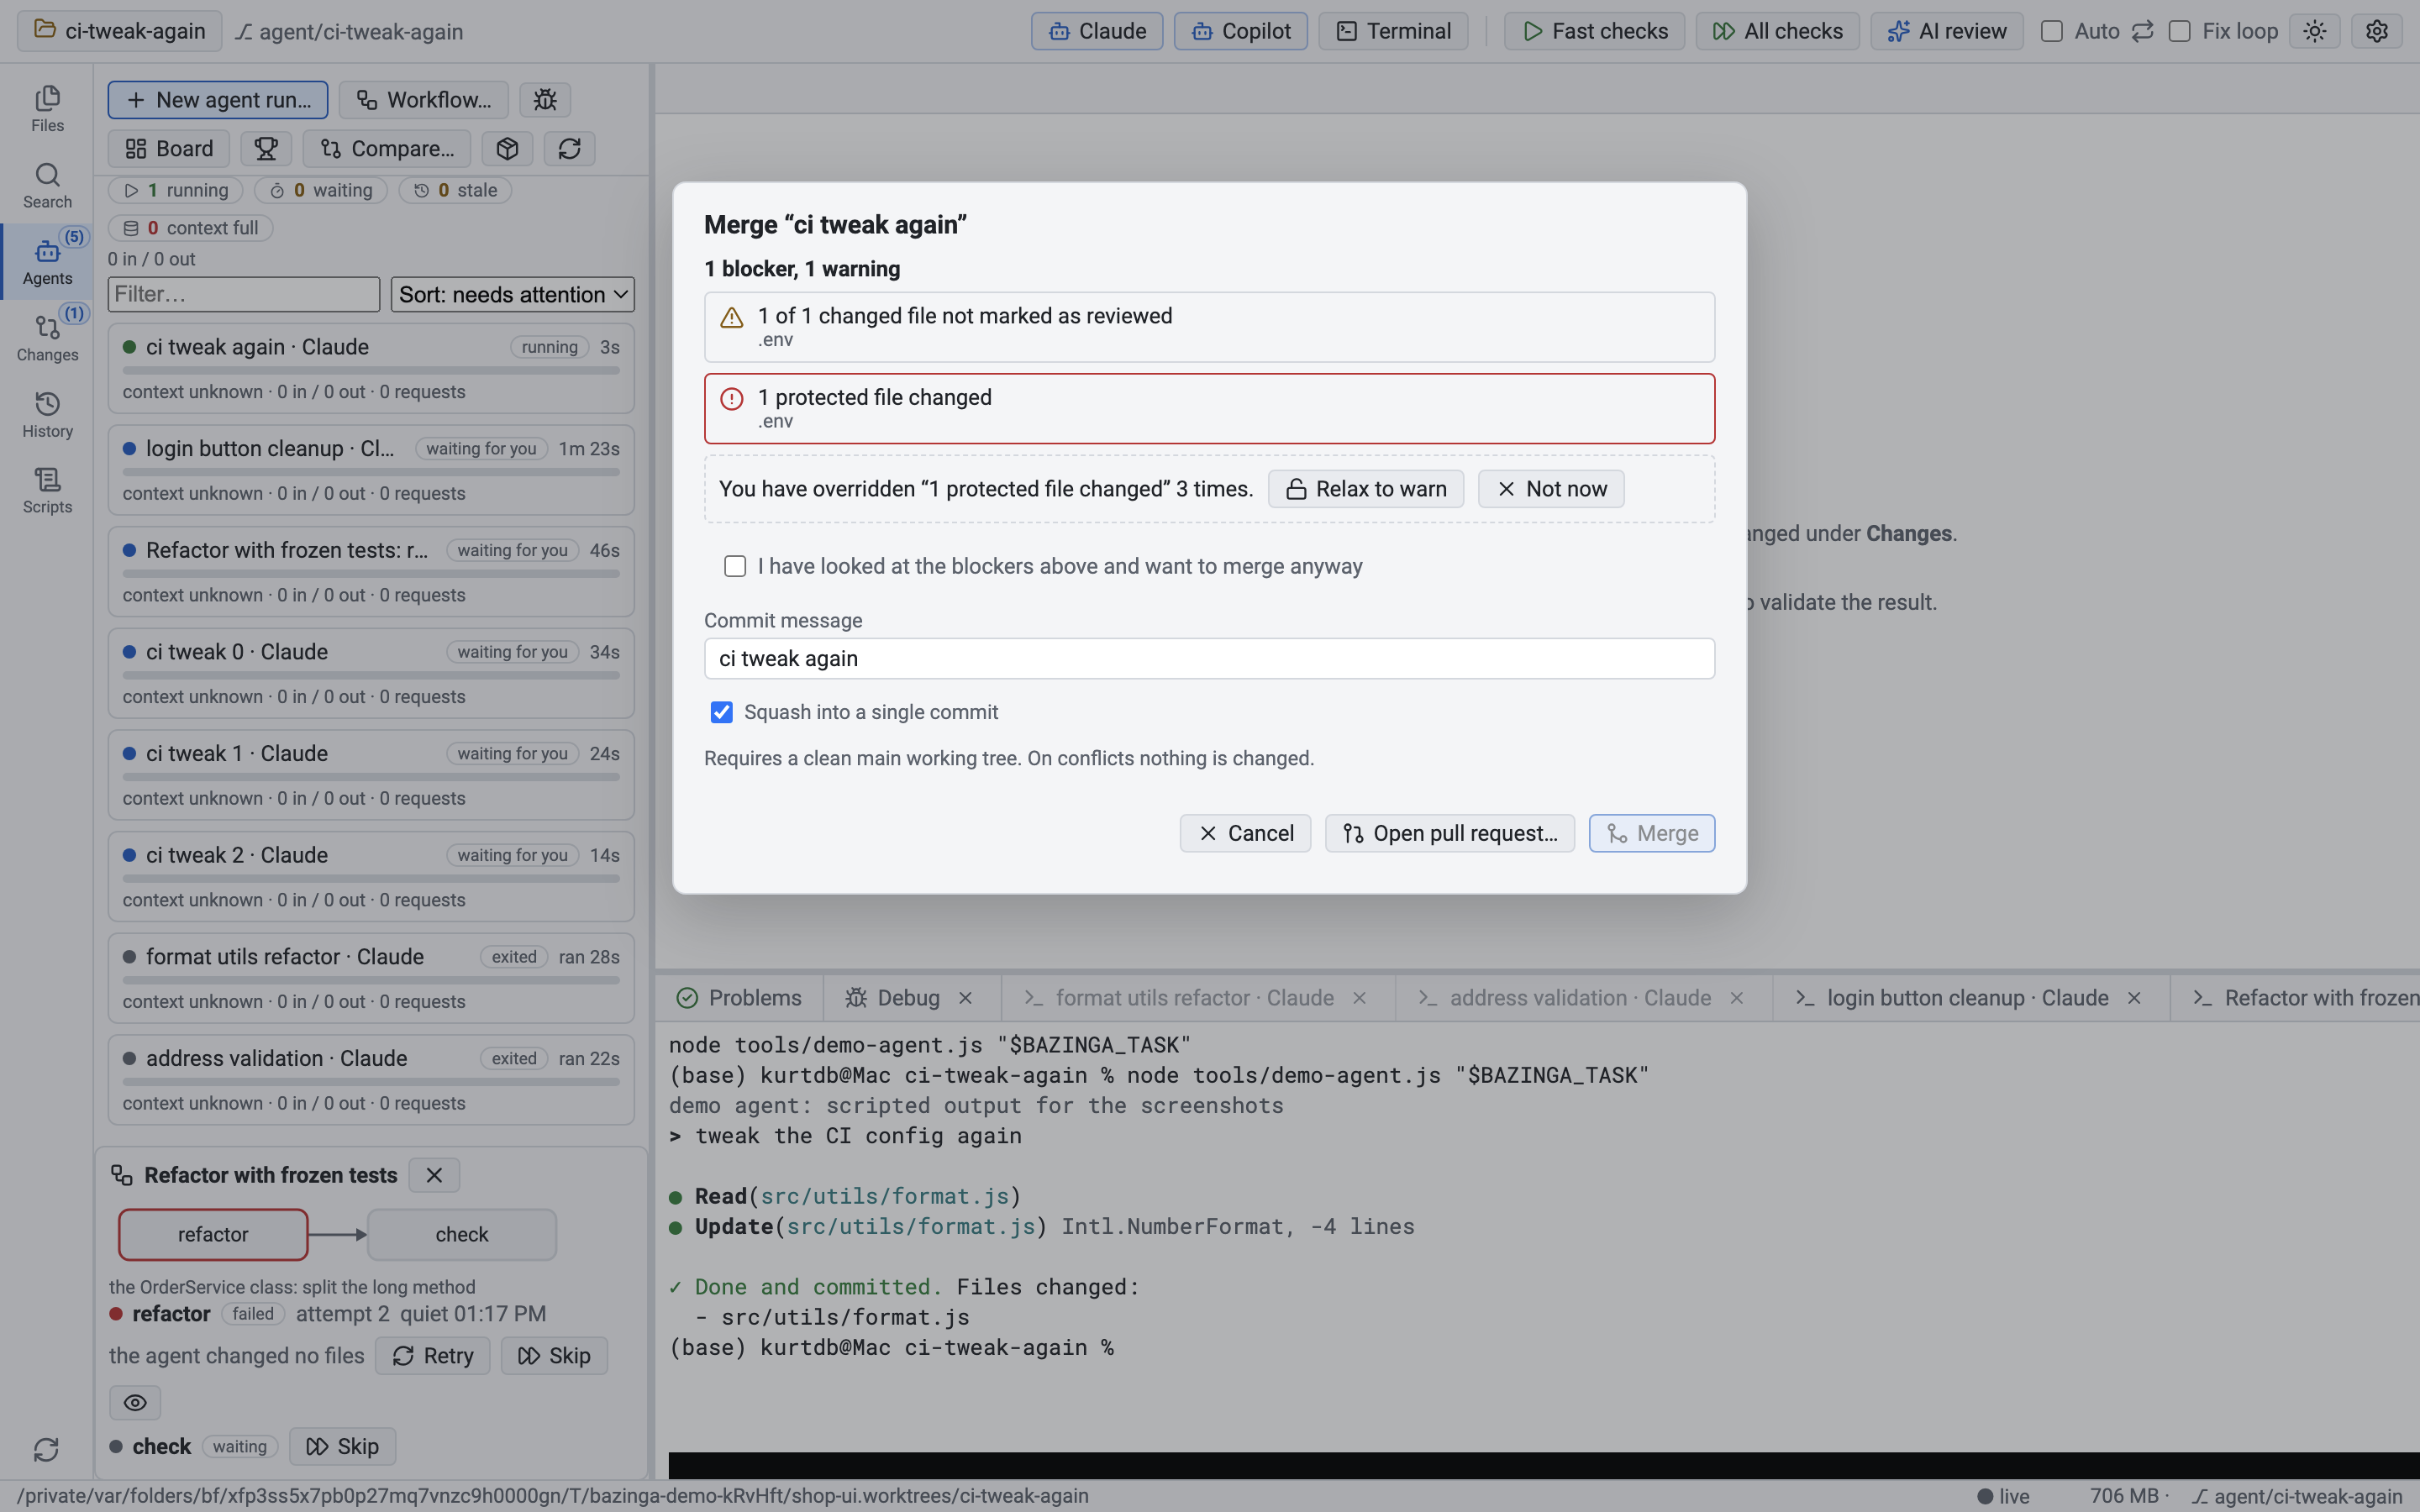 ci-tweak-again
agent/ci-tweak-again
Claude
Copilot
Terminal
Fast checks
All checks
AI review
Auto
Fix loop
Files
Search
(5)
Agents
(1)
Changes
History
Scripts
New agent run...
Workflow...
Board
Compare...
1 running
0 waiting
0 stale
0 context full
0 in / 0 out
Filter...
Sort: needs attention
ci tweak again · Claude running 3s
context unknown · 0 in / 0 out · 0 requests
login button cleanup · Cl... waiting for you 1m 23s
context unknown · 0 in / 0 out · 0 requests
Refactor with frozen tests: r... waiting for you 46s
context unknown · 0 in / 0 out · 0 requests
ci tweak 0 · Claude waiting for you 34s
context unknown · 0 in / 0 out · 0 requests
ci tweak 1 · Claude waiting for you 24s
context unknown · 0 in / 0 out · 0 requests
ci tweak 2 · Claude waiting for you 14s
context unknown · 0 in / 0 out · 0 requests
format utils refactor · Claude exited ran 28s
context unknown · 0 in / 0 out · 0 requests
address validation · Claude exited ran 22s
context unknown · 0 in / 0 out · 0 requests
Refactor with frozen tests
refactor
check
the OrderService class: split the long method
refactor failed attempt 2 quiet 01:17 PM
the agent changed no files Retry Skip
check waiting Skip
Merge “ci tweak again”
1 blocker, 1 warning
1 of 1 changed file not marked as reviewed
.env
1 protected file changed
.env
You have overridden “1 protected file changed” 3 times. Relax to warn Not now
I have looked at the blockers above and want to merge anyway
Commit message
ci tweak again
Squash into a single commit
Requires a clean main working tree. On conflicts nothing is changed.
Cancel
Open pull request...
Merge
anged under Changes.
validate the result.
Problems
Debug
format utils refactor · Claude
address validation · Claude
login button cleanup · Claude
Refactor with frozen
node tools/demo-agent.js "$BAZINGA_TASK"
(base) kurtdb@Mac ci-tweak-again % node tools/demo-agent.js "$BAZINGA_TASK"
demo agent: scripted output for the screenshots
> tweak the CI config again
● Read(src/utils/format.js)
● Update(src/utils/format.js) Intl.NumberFormat, -4 lines
✓ Done and committed. Files changed:
- src/utils/format.js
(base) kurtdb@Mac ci-tweak-again %
/private/var/folders/bf/xfp3ss5x7pb0p27mq7vnzc9h0000gn/T/bazinga-demo-kRvHft/shop-ui.worktrees/ci-tweak-again
live
706 MB ·
agent/ci-tweak-again